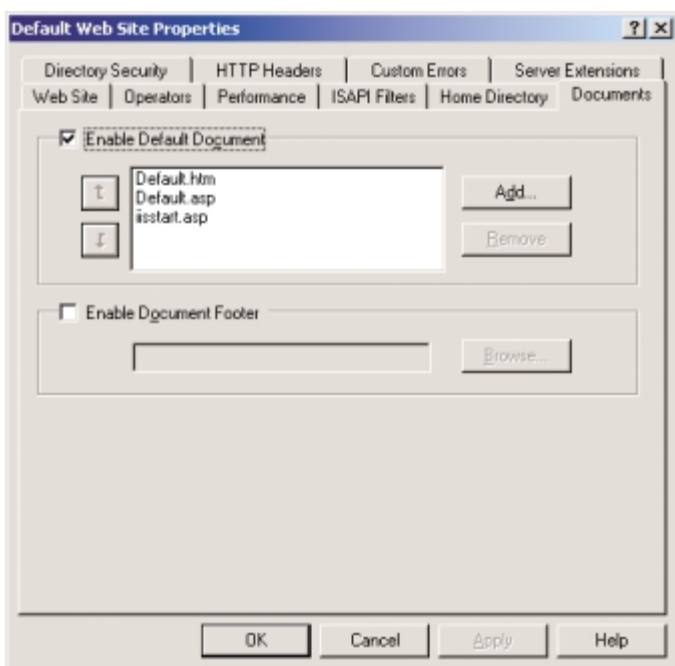 Default Web Site Properties
Directory Security HTTP Headers Custom Errors Server Extensions
Web Site Operators Performance ISAPI Filters Home Directory Documents
Enable Default Document
Default.htm
Default.asp
iisstart.asp
Add...
Remove
Enable Document Footer
Browse...
OK Cancel Apply Help